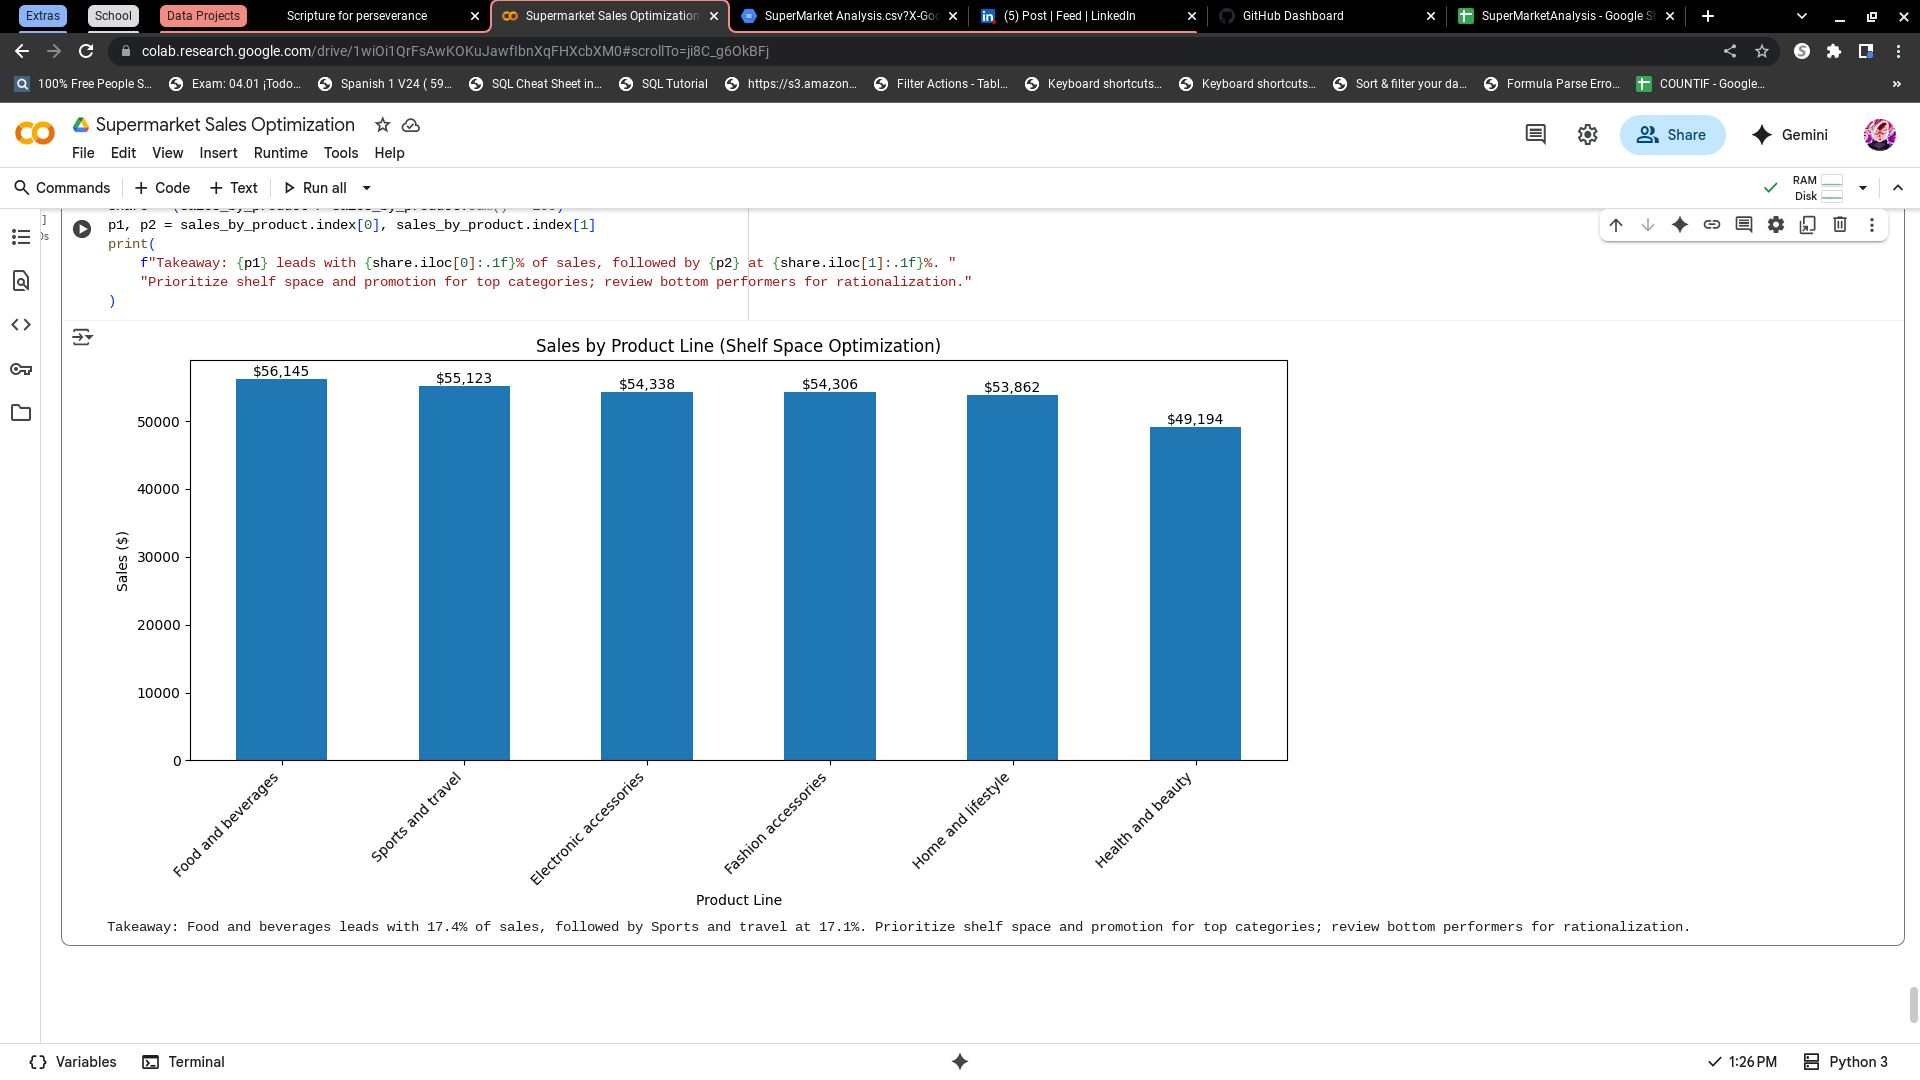 Extras
School
Data Projects
Scripture for perseverance
Supermarket Sales Optimization
SuperMarket Analysis.csv?X-Goo
(5) Post | Feed | LinkedIn
GitHub Dashboard
SuperMarketAnalysis - Google S
colab.research.google.com/drive/1wiOi1QrFsAwKOKuJawfIbnXqFHXcbXM0#scrollTo=ji8C_g6OkBFj
100% Free People S...
Exam: 04.01 ¡Todo...
Spanish 1 V24 ( 59...
SQL Cheat Sheet in...
SQL Tutorial
https://s3.amazon...
Filter Actions - Tabl...
Keyboard shortcuts...
Keyboard shortcuts...
Sort & filter your da...
Formula Parse Erro...
COUNTIF - Google...
Supermarket Sales Optimization
Share
Gemini
File Edit View Insert Runtime Tools Help
Commands + Code + Text Run all
RAM
Disk
p1, p2 = sales_by_product.index[0], sales_by_product.index[1]
print(
f"Takeaway: {p1} leads with {share.iloc[0]:.1f}% of sales, followed by {p2} at {share.iloc[1]:.1f}%. "
"Prioritize shelf space and promotion for top categories; review bottom performers for rationalization."
)
Sales by Product Line (Shelf Space Optimization)
$56,145
$55,123
$54,338
$54,306
$53,862
$49,194
50000
40000
30000
20000
10000
0
Sales ($)
Food and beverages
Sports and travel
Electronic accessories
Fashion accessories
Home and lifestyle
Health and beauty
Product Line
Takeaway: Food and beverages leads with 17.4% of sales, followed by Sports and travel at 17.1%. Prioritize shelf space and promotion for top categories; review bottom performers for rationalization.
Variables
Terminal
1:26 PM
Python 3